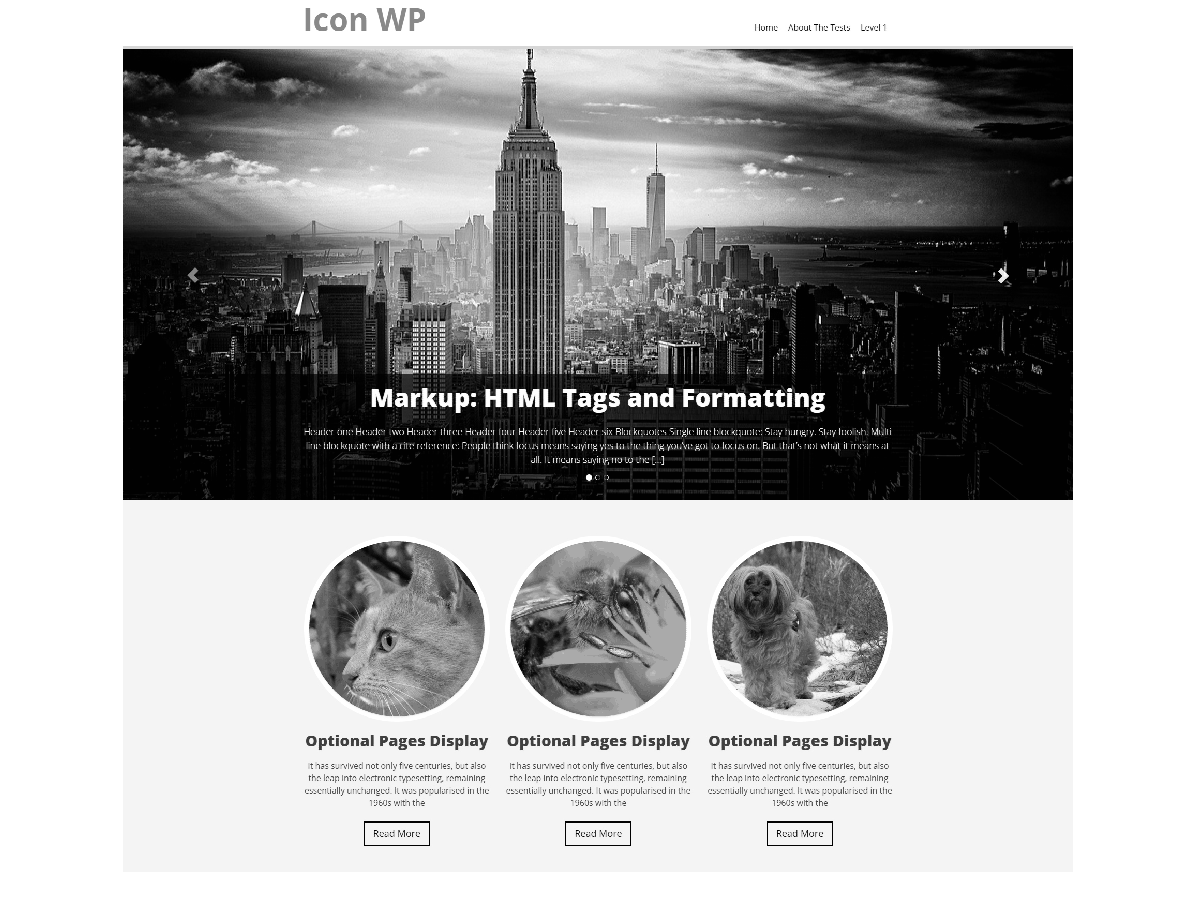 Icon WP
Home About The Tests Level 1
Markup: HTML Tags and Formatting
Header one Header two Header three Header four Header five Header six Blockquotes Single line blockquote: Stay hungry. Stay foolish. Multi
line blockquote with a cite reference: People think focus means saying yes to the thing you've got to focus on. But that's not what it means at
all. It means saying no to the [...]
Optional Pages Display
It has survived not only five centuries, but also
the leap into electronic typesetting, remaining
essentially unchanged. It was popularised in the
1960s with the
Read More
Optional Pages Display
It has survived not only five centuries, but also
the leap into electronic typesetting, remaining
essentially unchanged. It was popularised in the
1960s with the
Read More
Optional Pages Display
It has survived not only five centuries, but also
the leap into electronic typesetting, remaining
essentially unchanged. It was popularised in the
1960s with the
Read More